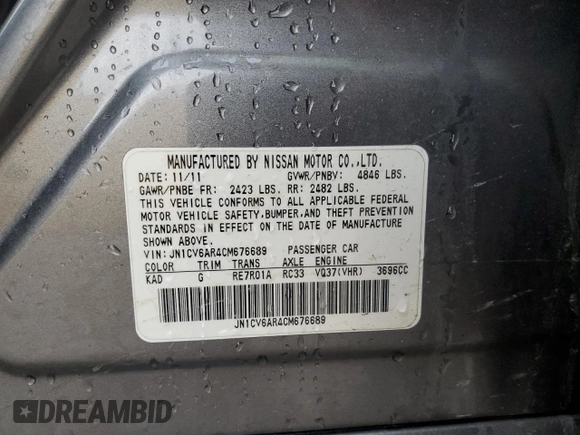 MANUFACTURED BY NISSAN MOTOR CO.,LTD.
DATE: 11/11 GVWR/PNBV: 4846 LBS.
GAWR/PNBE FR: 2423 LBS. RR: 2482 LBS.
THIS VEHICLE CONFORMS TO ALL APPLICABLE FEDERAL
MOTOR VEHICLE SAFETY,BUMPER,AND THEFT PREVENTION
STANDARDS IN EFFECT ON THE DATE OF MANUFACTURE
SHOWN ABOVE.
VIN: JN1CV6AR4CM676689 PASSENGER CAR
COLOR TRIM TRANS AXLE ENGINE
KAD G RE7R01A RC33 VQ37(VHR) 3696CC
JN1CV6AR4CM676689
DREAMBID